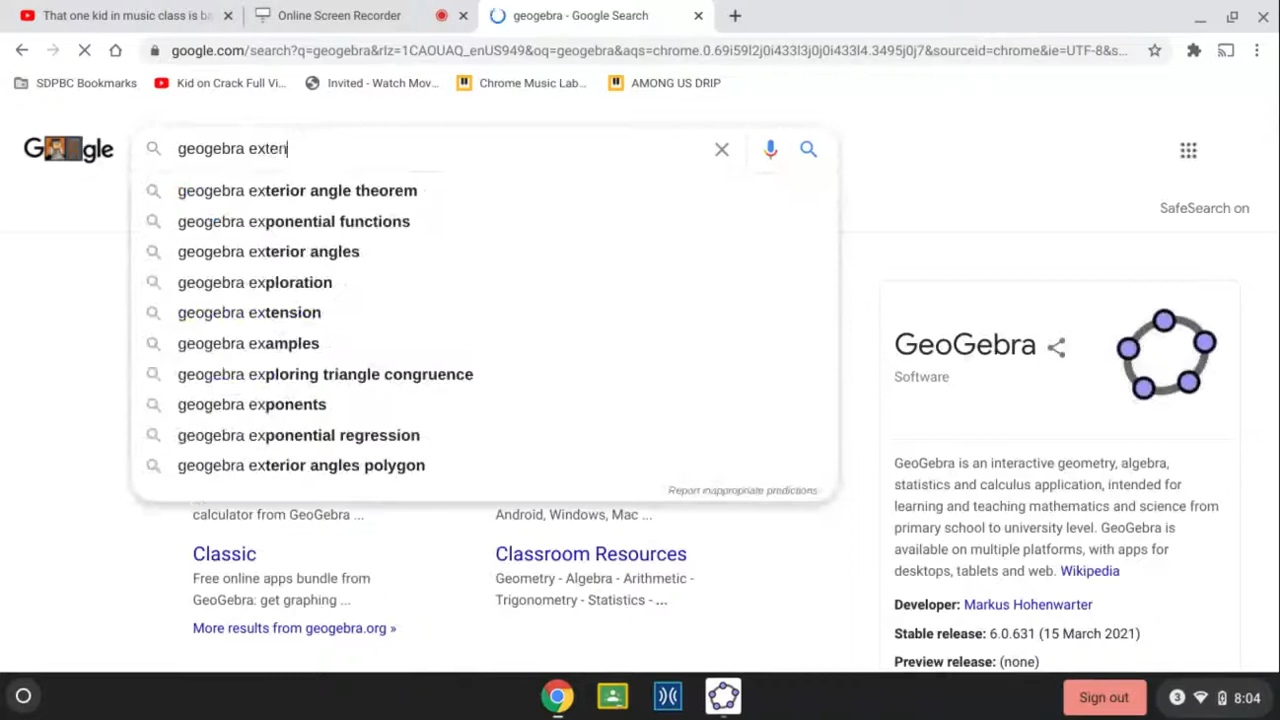 That one kid in music class is ba
Online Screen Recorder
geogebra - Google Search
google.com/search?q=geogebra&rlz=1CAOUAQ_enUS949&oq=geogebra&aqs=chrome.0.69i59l2j0i433l3j0j0i433l4.3495j0j7&sourceid=chrome&ie=UTF-8&s...
SDPBC Bookmarks
Kid on Crack Full Vi...
Invited - Watch Mov...
Chrome Music Lab...
AMONG US DRIP
geogebra exten
SafeSearch on
geogebra exterior angle theorem
geogebra exponential functions
geogebra exterior angles
geogebra exploration
geogebra extension
geogebra examples
geogebra exploring triangle congruence
geogebra exponents
geogebra exponential regression
geogebra exterior angles polygon
Report inappropriate predictions
calculator from GeoGebra ...
Android, Windows, Mac ...
Classic
Classroom Resources
Free online apps bundle from
GeoGebra: get graphing ...
Geometry - Algebra - Arithmetic -
Trigonometry - Statistics - ...
More results from geogebra.org »
GeoGebra
Software
GeoGebra is an interactive geometry, algebra,
statistics and calculus application, intended for
learning and teaching mathematics and science from
primary school to university level. GeoGebra is
available on multiple platforms, with apps for
desktops, tablets and web. Wikipedia
Developer: Markus Hohenwarter
Stable release: 6.0.631 (15 March 2021)
Preview release: (none)
Sign out
3
8:04